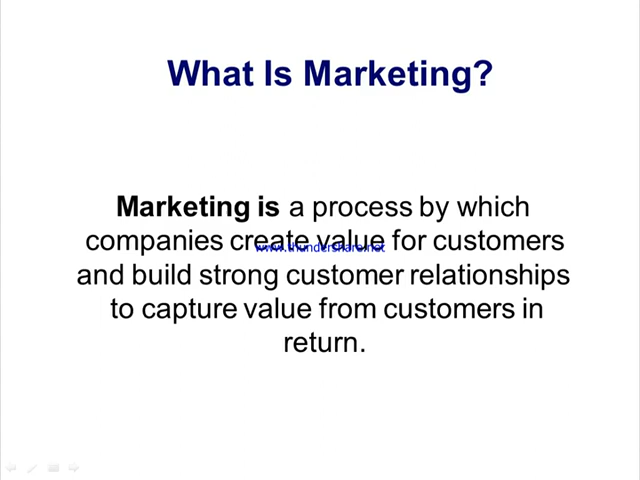 What Is Marketing?
Marketing is a process by which
companies create value for customers
www.thundershare.net
and build strong customer relationships
to capture value from customers in
return.